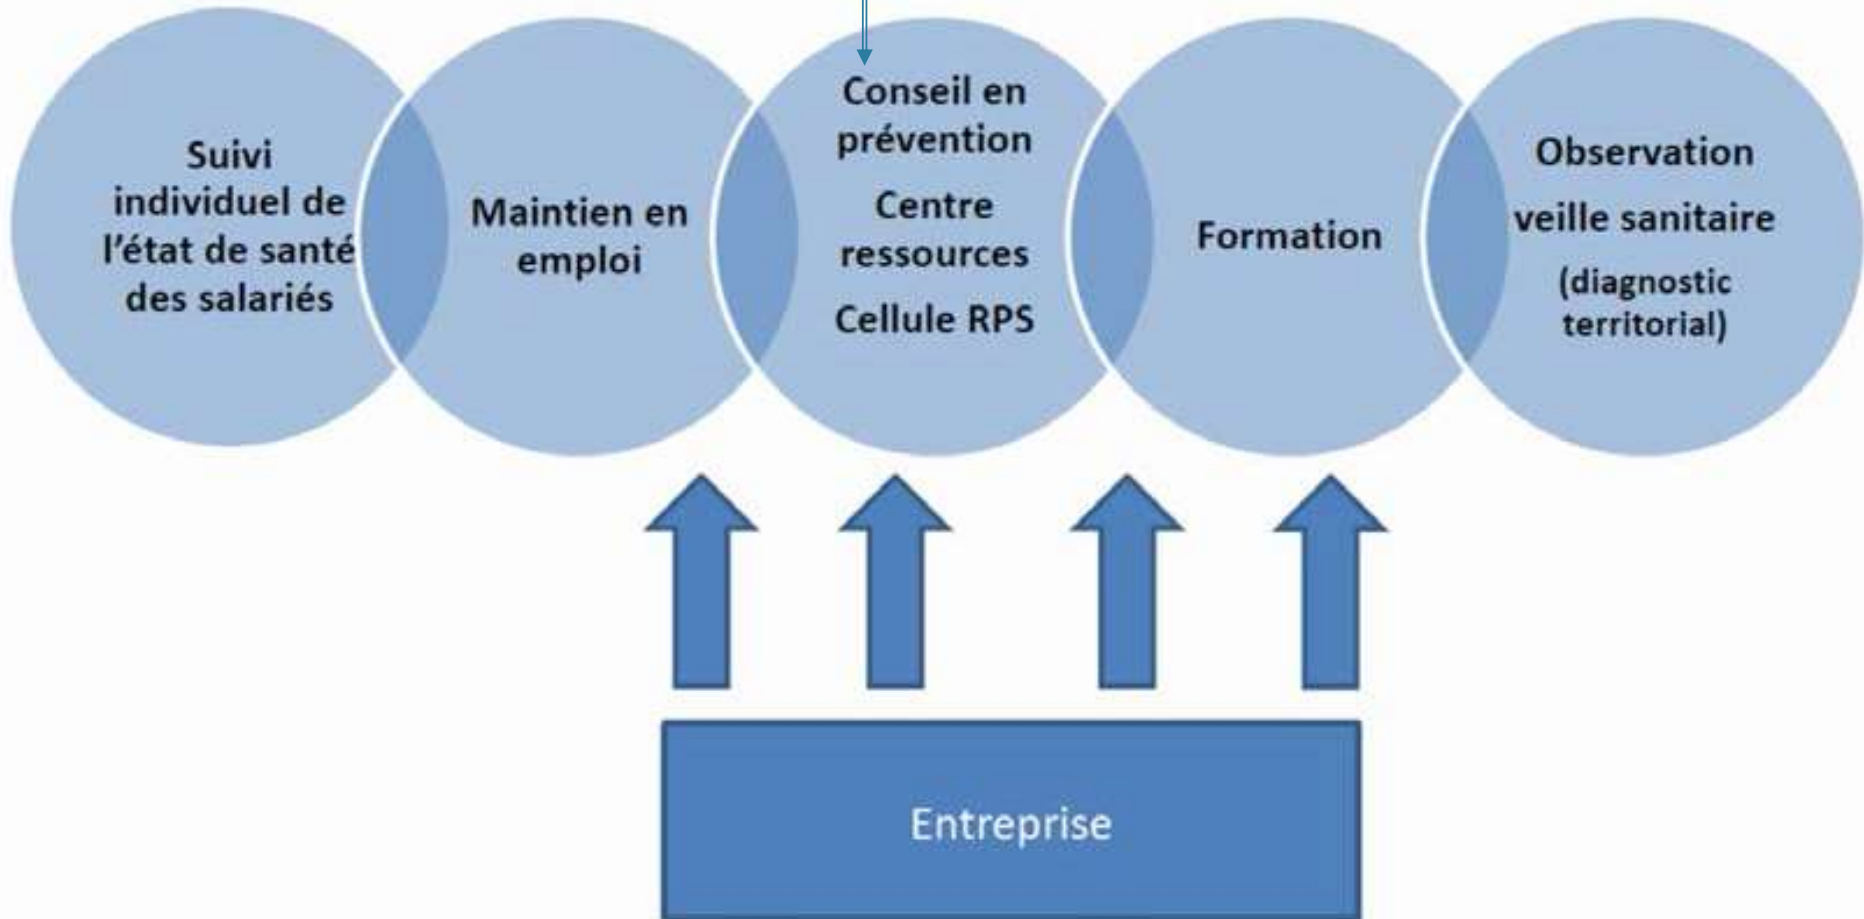 Suivi
individuel de
l'état de santé
des salariés
Maintien en
emploi
Conseil en
prévention
Centre
ressources
Cellule RPS
Formation
Observation
veille sanitaire
(diagnostic
territorial)
Entreprise